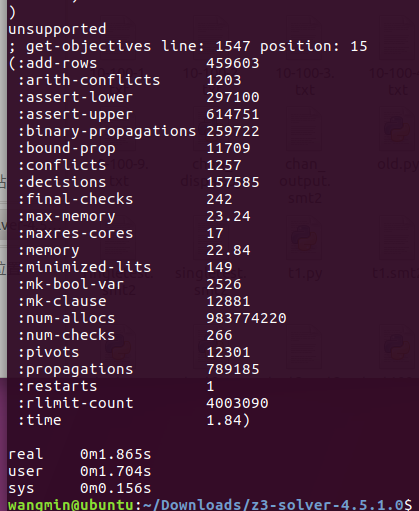 )
unsupported
; get-objectives line: 1547 position: 15
(:add-rows 459603
:arith-conflicts 1203
:assert-lower 297100
:assert-upper 614751
:binary-propagations 259722
:bound-prop 11709
:conflicts 1257
:decisions 157585
:final-checks 242
:max-memory 23.24
:maxres-cores 17
:memory 22.84
:minimized-lits 149
:mk-bool-var 2526
:mk-clause 12881
:num-allocs 983774220
:num-checks 266
:pivots 12301
:propagations 789185
:restarts 1
:rlimit-count 4003090
:time 1.84)
real 0m1.865s
user 0m1.704s
sys 0m0.156s
wangmin@ubuntu:~/Downloads/z3-solver-4.5.1.0$